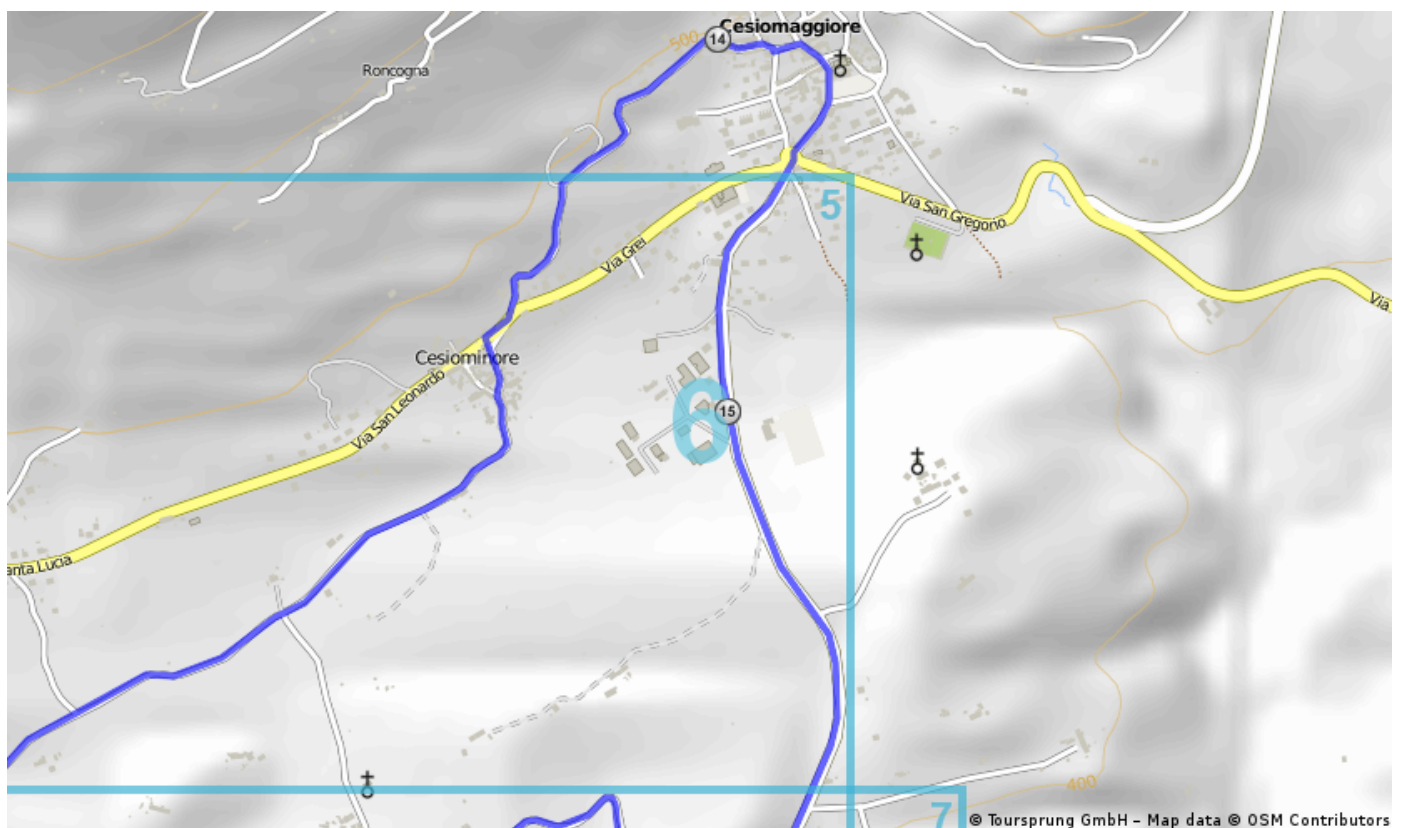 Cesiomaggiore
500
14
Roncogna
5
Via San Gregorio
Via Grei
Via
Cesiominore
Via San Leonardo
6
15
anta Lucia
400
7
© Toursprung GmbH – Map data © OSM Contributors